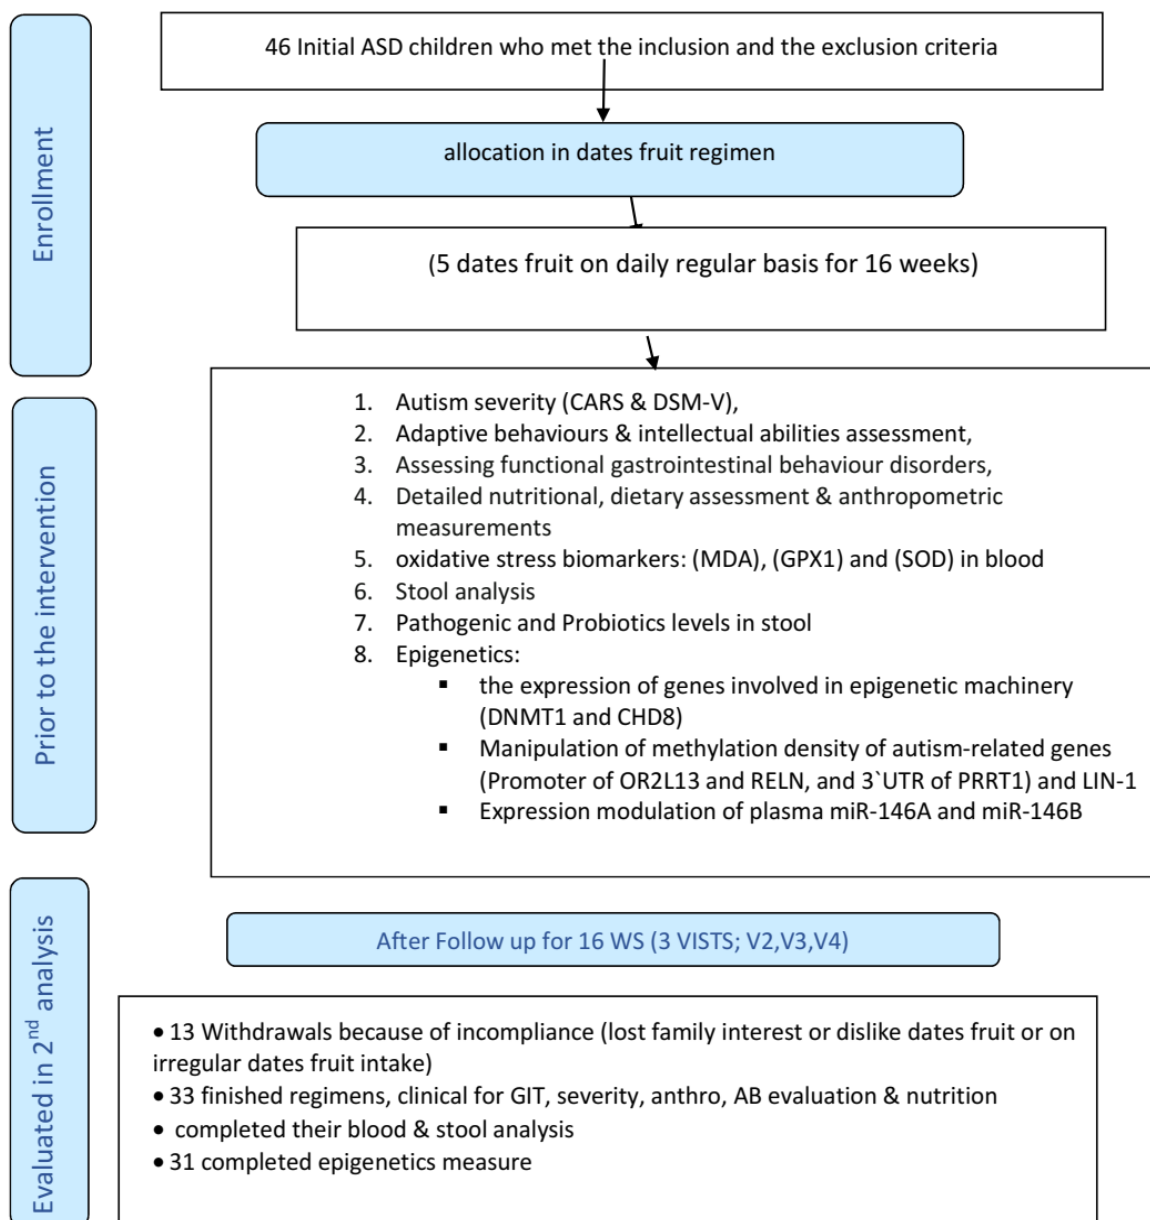 Enrollment
46 Initial ASD children who met the inclusion and the exclusion criteria
allocation in dates fruit regimen
(5 dates fruit on daily regular basis for 16 weeks)
Prior to the intervention
1. Autism severity (CARS & DSM-V),
2. Adaptive behaviours & intellectual abilities assessment,
3. Assessing functional gastrointestinal behaviour disorders,
4. Detailed nutritional, dietary assessment & anthropometric
measurements
5. oxidative stress biomarkers: (MDA), (GPX1) and (SOD) in blood
6. Stool analysis
7. Pathogenic and Probiotics levels in stool
8. Epigenetics:
▪ the expression of genes involved in epigenetic machinery
(DNMT1 and CHD8)
▪ Manipulation of methylation density of autism-related genes
(Promoter of OR2L13 and RELN, and 3`UTR of PRRT1) and LIN-1
▪ Expression modulation of plasma miR-146A and miR-146B
Evaluated in 2nd analysis
After Follow up for 16 WS (3 VISTS; V2,V3,V4)
• 13 Withdrawals because of incompliance (lost family interest or dislike dates fruit or on
irregular dates fruit intake)
• 33 finished regimens, clinical for GIT, severity, anthro, AB evaluation & nutrition
• completed their blood & stool analysis
• 31 completed epigenetics measure